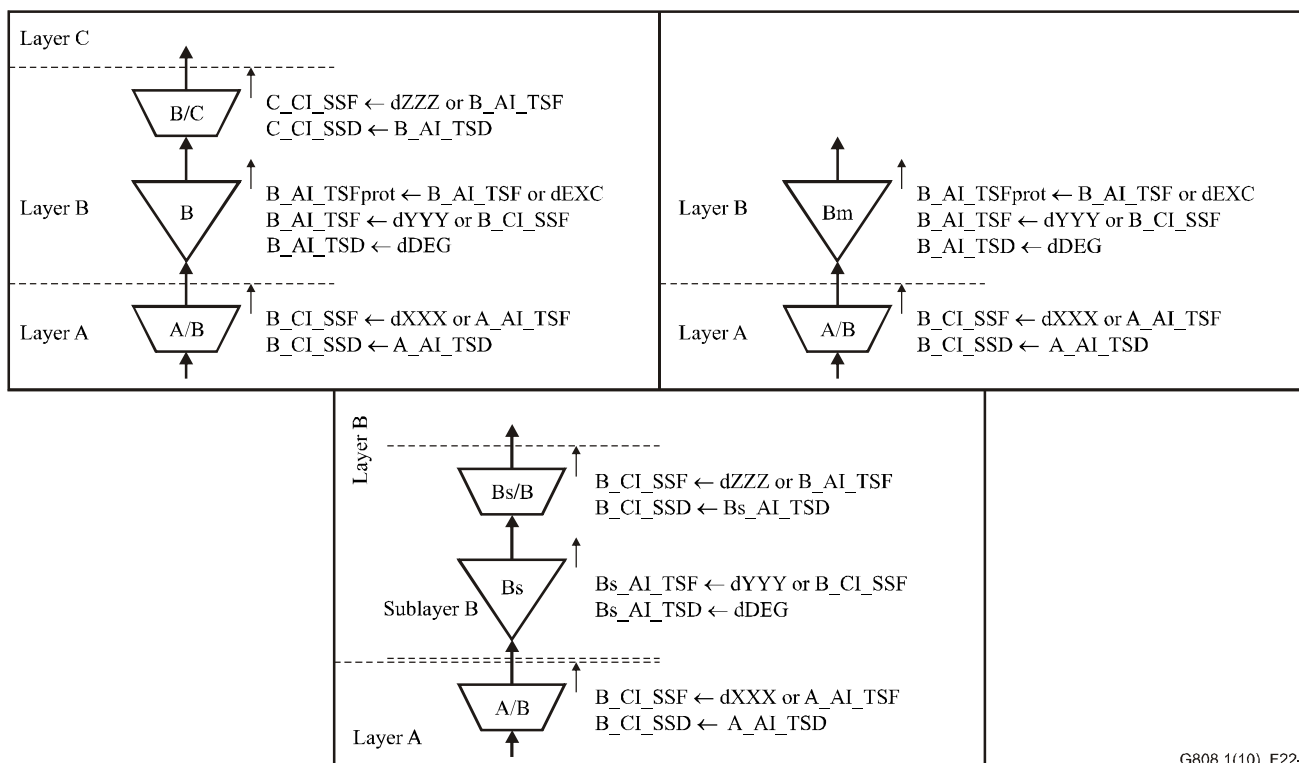 Layer C
B/C
C_CI_SSF ← dZZZ or B_AI_TSF
C_CI_SSD ← B_AI_TSD
Layer B
B
B_AI_TSFprot ← B_AI_TSF or dEXC
B_AI_TSF ← dYYY or B_CI_SSF
B_AI_TSD ← dDEG
Layer A
A/B
B_CI_SSF ← dXXX or A_AI_TSF
B_CI_SSD ← A_AI_TSD
Layer B
Bm
B_AI_TSFprot ← B_AI_TSF or dEXC
B_AI_TSF ← dYYY or B_CI_SSF
B_AI_TSD ← dDEG
Layer A
A/B
B_CI_SSF ← dXXX or A_AI_TSF
B_CI_SSD ← A_AI_TSD
Layer B
Bs/B
B_CI_SSF ← dZZZ or B_AI_TSF
B_CI_SSD ← Bs_AI_TSD
Sublayer B
Bs
Bs_AI_TSF ← dYYY or B_CI_SSF
Bs_AI_TSD ← dDEG
Layer A
A/B
B_CI_SSF ← dXXX or A_AI_TSF
B_CI_SSD ← A_AI_TSD